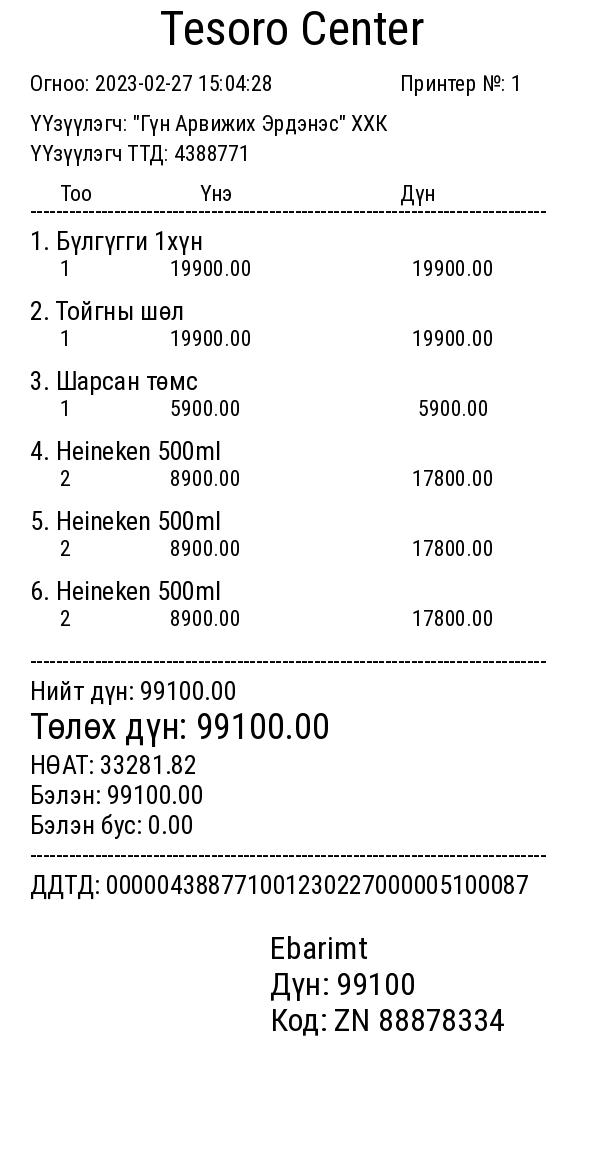 Tesoro Center
Огноо: 2023-02-27 15:04:28 Принтер №: 1
ҮҮзүүлэгч: "Гүн Арвижих Эрдэнэс" ХХК
ҮҮзүүлэгч ТТД: 4388771
Тоо Үнэ Дүн
1. Бүлгүгги 1хүн
1 19900.00 19900.00
2. Тойгны шөл
1 19900.00 19900.00
3. Шарсан төмс
1 5900.00 5900.00
4. Heineken 500ml
2 8900.00 17800.00
5. Heineken 500ml
2 8900.00 17800.00
6. Heineken 500ml
2 8900.00 17800.00
Нийт дүн: 99100.00
Төлөх дүн: 99100.00
НӨАТ: 33281.82
Бэлэн: 99100.00
Бэлэн бус: 0.00
ДДТД: 000004388771001230227000005100087
Ebarimt
Дүн: 99100
Код: ZN 88878334